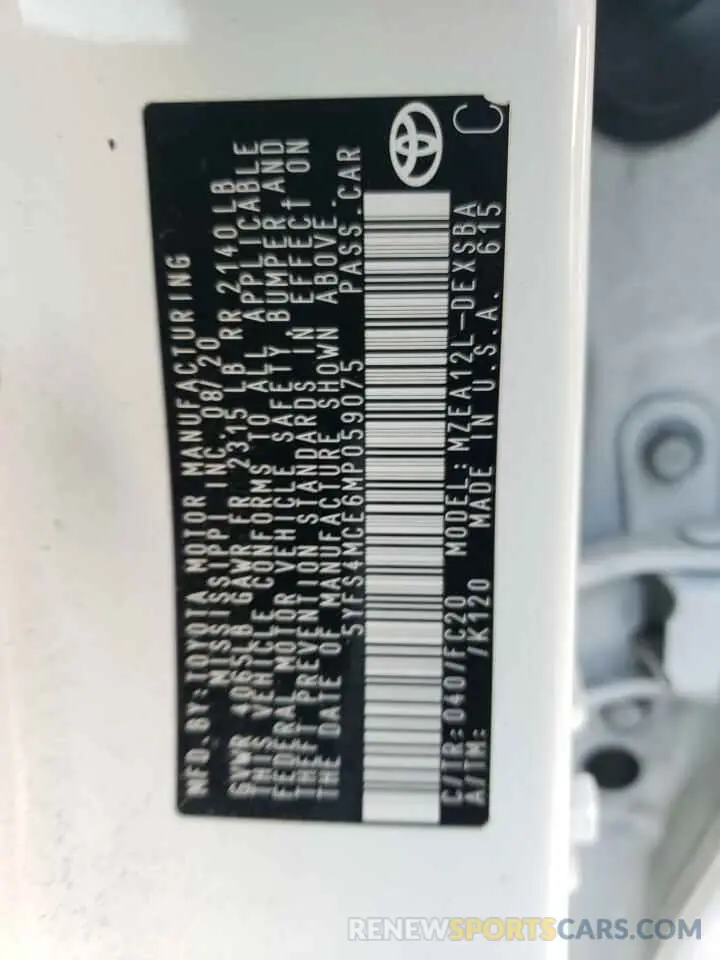 MFD. BY: TOYOTA MOTOR MANUFACTURING
MISSISSIPPI INC. 08/20
GVWR 4065LB GAWR FR 2315 LB RR 2140LB
THIS VEHICLE CONFORMS TO ALL APPLICABLE
FEDERAL MOTOR VEHICLE SAFETY BUMPER AND
THEFT PREVENTION STANDARDS IN EFFECT ON
THE DATE OF MANUFACTURE SHOWN ABOVE.
5YFS4MCE6MP059075 PASS.CAR
C/TR: 040/FC20 MODEL: MZEA12L-DEXSBA
A/TM: /K120 MADE IN U.S.A. 615
C
RENEWSPORTSCARS.COM